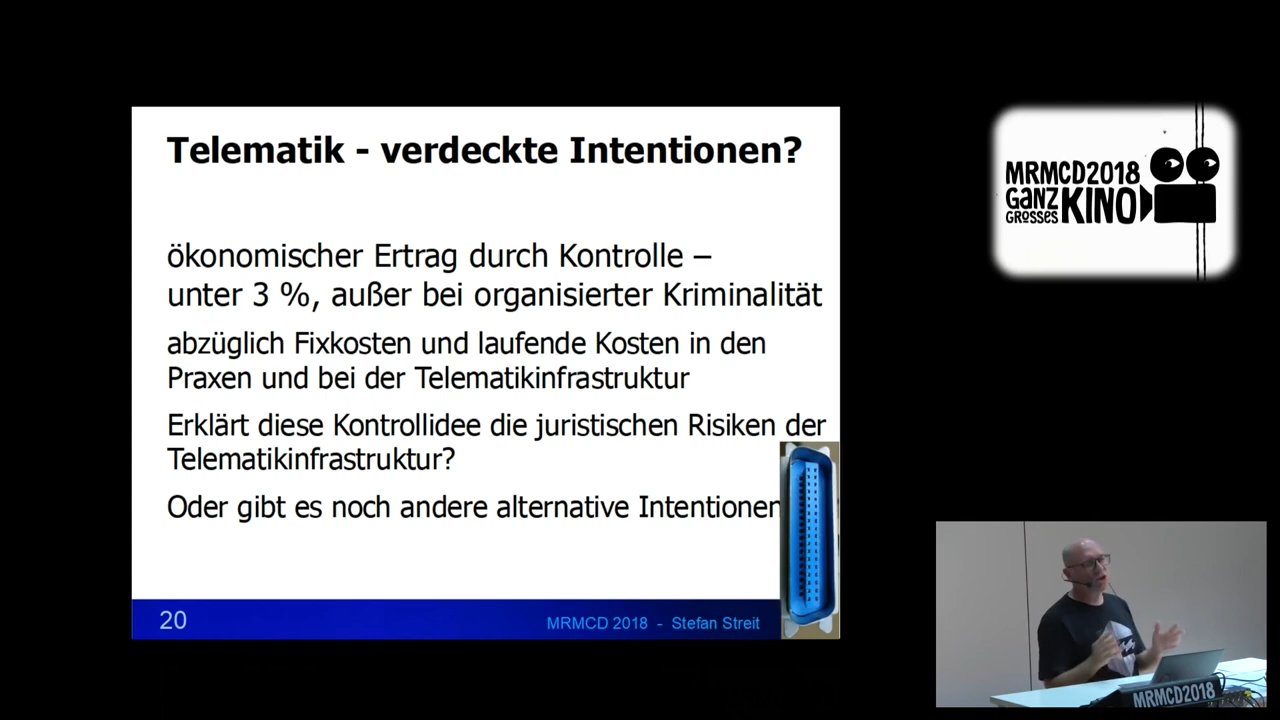 Telematik - verdeckte Intentionen?
ökonomischer Ertrag durch Kontrolle –
unter 3 %, außer bei organisierter Kriminalität
abzüglich Fixkosten und laufende Kosten in den
Praxen und bei der Telematikinfrastruktur
Erklärt diese Kontrollidee die juristischen Risiken der
Telematikinfrastruktur?
Oder gibt es noch andere alternative Intentionen
20
MRMCD 2018 - Stefan Streit
MRMCD2018
GANZ
GROSSES
KINO
MRMCD2018